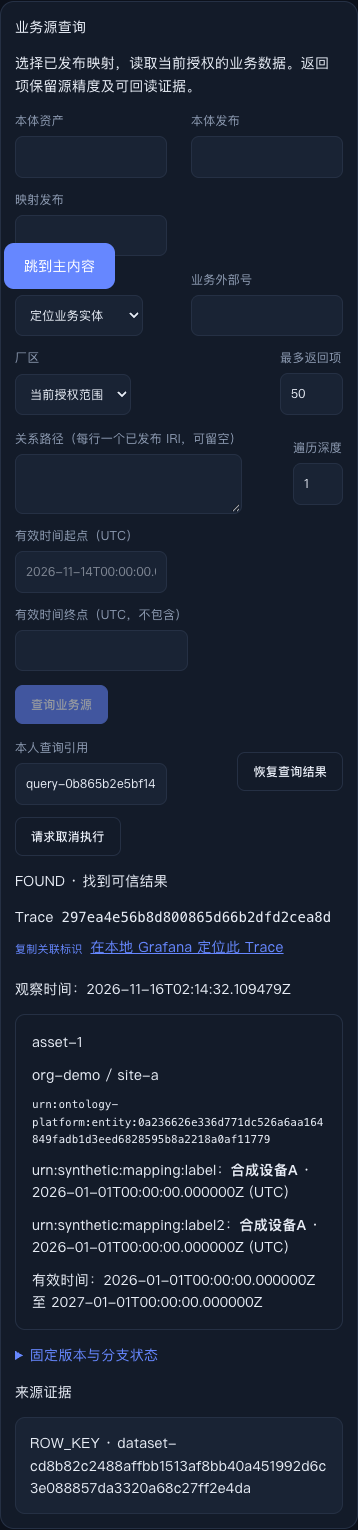 业务源查询
选择已发布映射，读取当前授权的业务数据。返回
项保留源精度及可回读证据。
本体资产
本体发布
映射发布
跳到主内容
定位业务实体
业务外部号
厂区
最多返回项
当前授权范围
50
关系路径（每行一个已发布 IRI，可留空）
遍历深度
1
有效时间起点（UTC）
2026-11-14T00:00:00.0
有效时间终点（UTC，不包含）
查询业务源
本人查询引用
query-0b865b2e5bf14
恢复查询结果
请求取消执行
FOUND · 找到可信结果
Trace 297ea4e56b8d800865d66b2dfd2cea8d
复制关联标识 在本地 Grafana 定位此 Trace
观察时间：2026-11-16T02:14:32.109479Z
asset-1
org-demo / site-a
urn:ontology-
platform:entity:0a236626e336d771dc526a6aa164
849fadb1d3eed6828595b8a2218a0af11779
urn:synthetic:mapping:label：合成设备A ·
2026-01-01T00:00:00.000000Z (UTC)
urn:synthetic:mapping:label2：合成设备A ·
2026-01-01T00:00:00.000000Z (UTC)
有效时间：2026-01-01T00:00:00.000000Z
至 2027-01-01T00:00:00.000000Z
固定版本与分支状态
来源证据
ROW_KEY · dataset-
cd8b82c2488affbb1513af8bb40a451992d6c
3e088857da3320a68c27ff2e4da